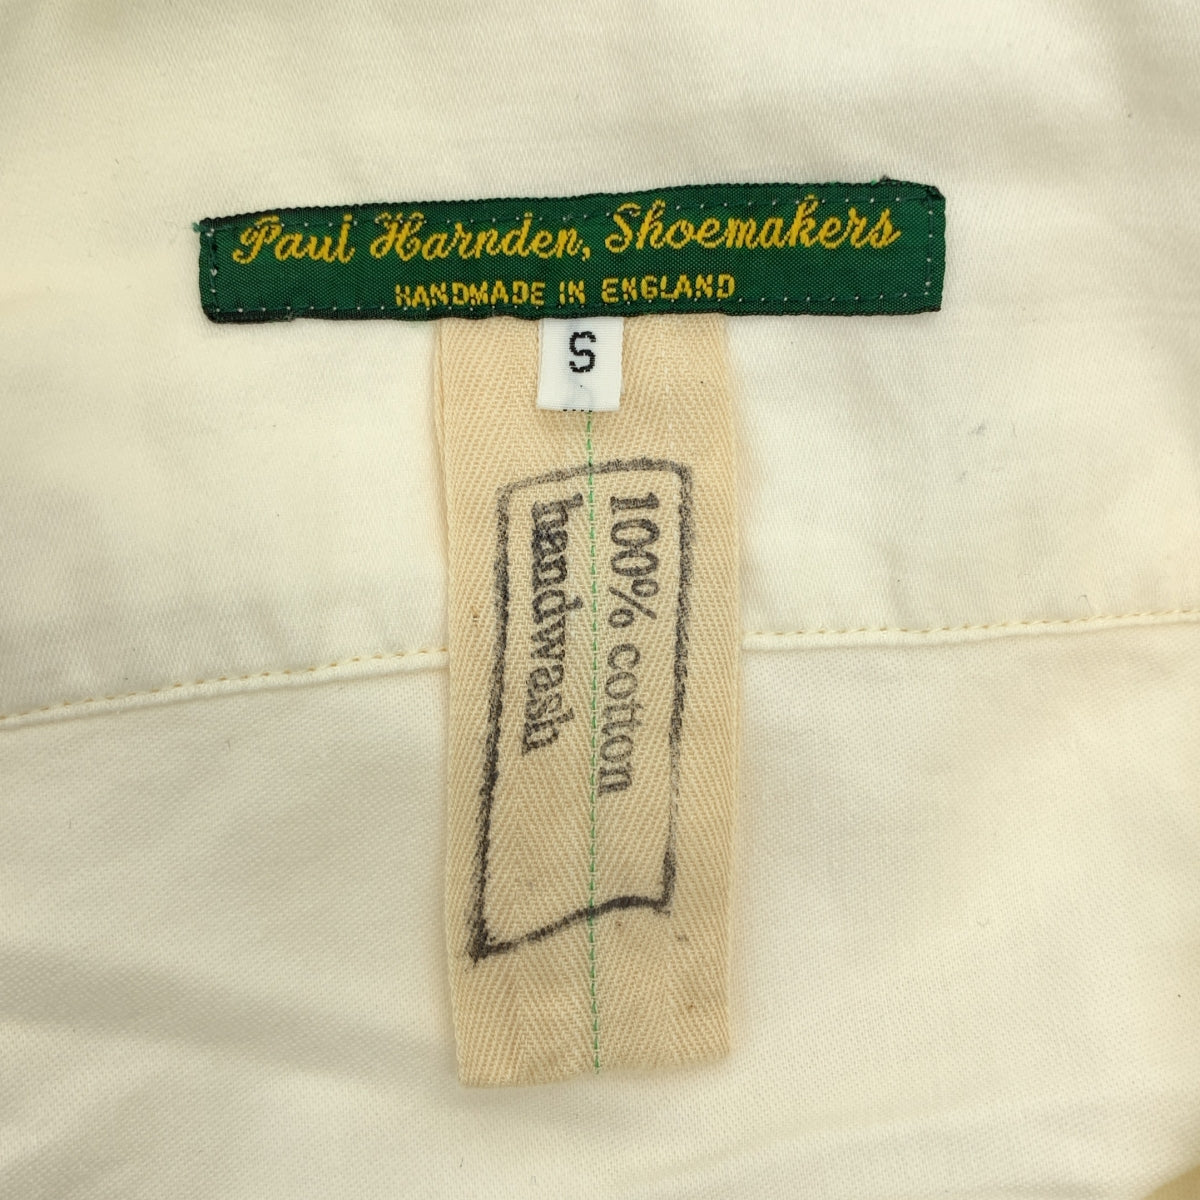 Paul Harnden, Shoemakers
HANDMADE IN ENGLAND
S
100% cotton
handwash